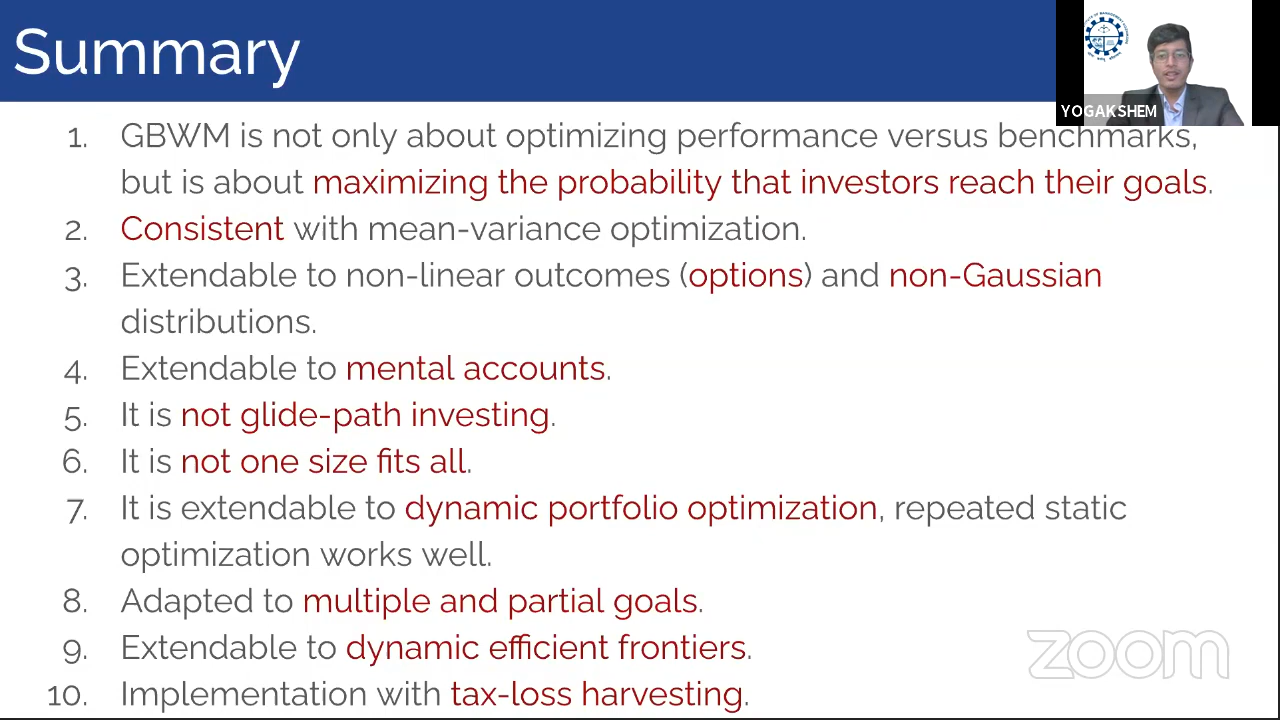 Summary
YOGAKSHEM
1. GBWM is not only about optimizing performance versus benchmarks,
but is about maximizing the probability that investors reach their goals.
2. Consistent with mean-variance optimization.
3. Extendable to non-linear outcomes (options) and non-Gaussian
distributions.
4. Extendable to mental accounts.
5. It is not glide-path investing.
6. It is not one size fits all.
7. It is extendable to dynamic portfolio optimization, repeated static
optimization works well.
8. Adapted to multiple and partial goals.
9. Extendable to dynamic efficient frontiers.
10. Implementation with tax-loss harvesting.
zoom